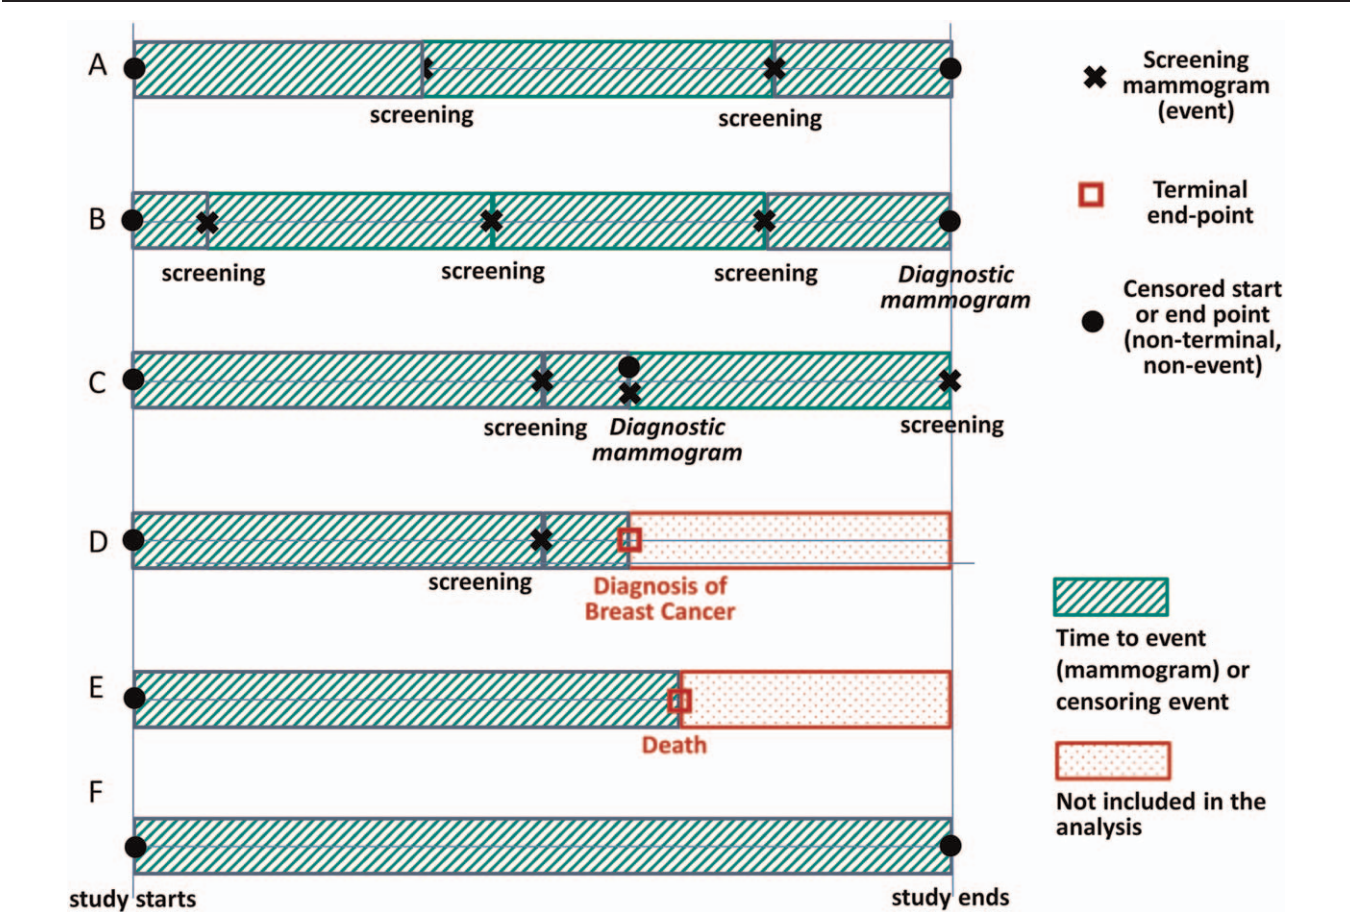 A
screening
screening
Screening
mammogram
(event)
B
screening
screening
screening
Diagnostic
mammogram
Terminal
end-point
Censored start
or end point
(non-terminal,
non-event)
C
screening
Diagnostic
mammogram
screening
D
screening
Diagnosis of
Breast Cancer
Time to event
(mammogram) or
censoring event
E
Death
Not included in the
analysis
F
study starts
study ends